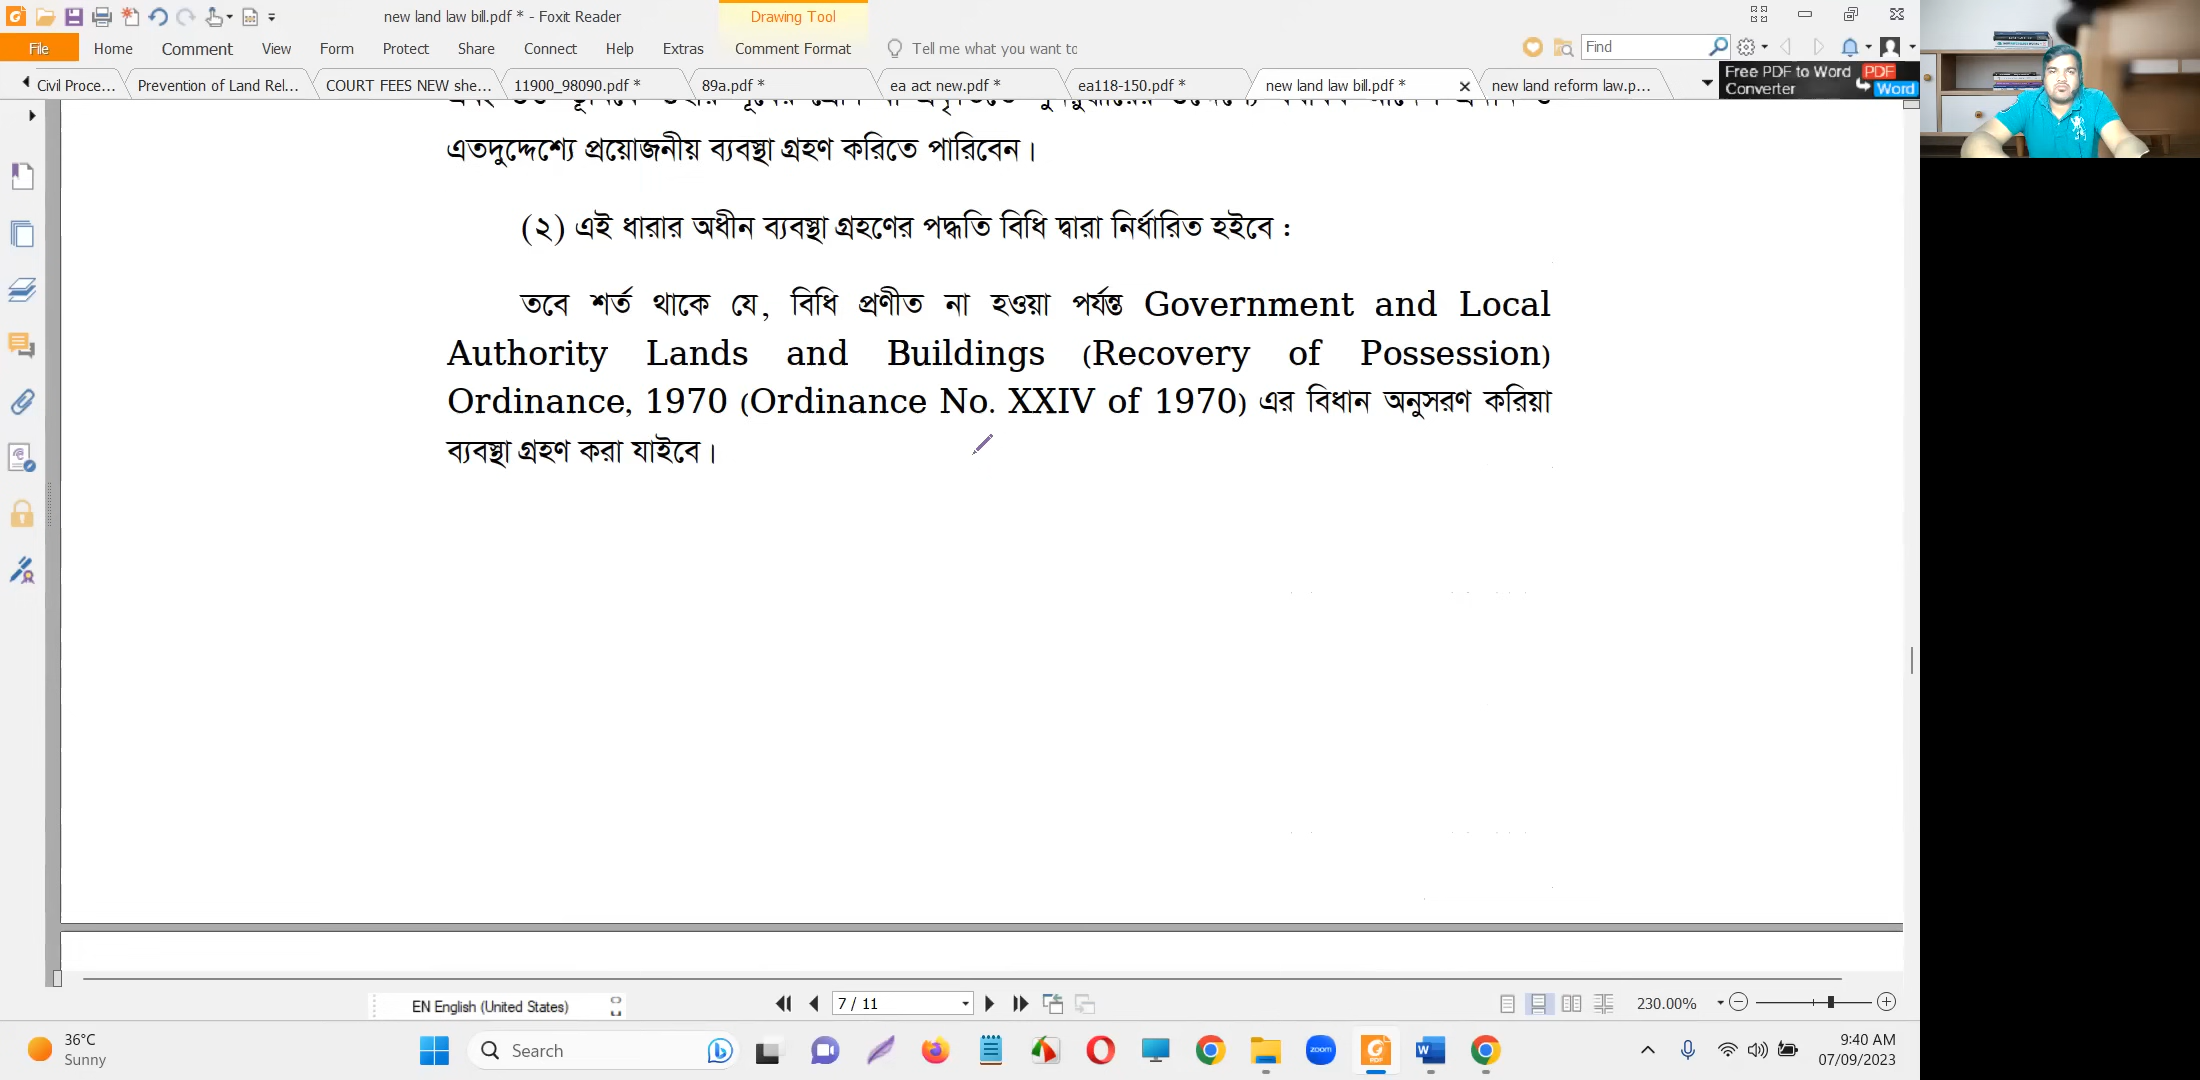 new land law bill.pdf * - Foxit Reader
Drawing Tool
File Home Comment View Form Protect Share Connect Help Extras Comment Format Tell me what you want to Find
Civil Proce... Prevention of Land Rel... COURT FEES NEW she... 11900_98090.pdf * 89a.pdf * ea act new.pdf * ea118-150.pdf * new land law bill.pdf * new land reform law.p...
Free PDF to Word PDF
Converter Word
এতদুদ্দেশ্যে প্রয়োজনীয় ব্যবস্থা গ্রহণ করিতে পারিবেন।
(২) এই ধারার অধীন ব্যবস্থা গ্রহণের পদ্ধতি বিধি দ্বারা নির্ধারিত হইবে :
তবে শর্ত থাকে যে, বিধি প্রণীত না হওয়া পর্যন্ত Government and Local
Authority Lands and Buildings (Recovery of Possession)
Ordinance, 1970 (Ordinance No. XXIV of 1970) এর বিধান অনুসরণ করিয়া
ব্যবস্থা গ্রহণ করা যাইবে।
EN English (United States)
7 / 11
230.00%
36°C
Sunny
Search
zoom
PDF
W
9:40 AM
07/09/2023